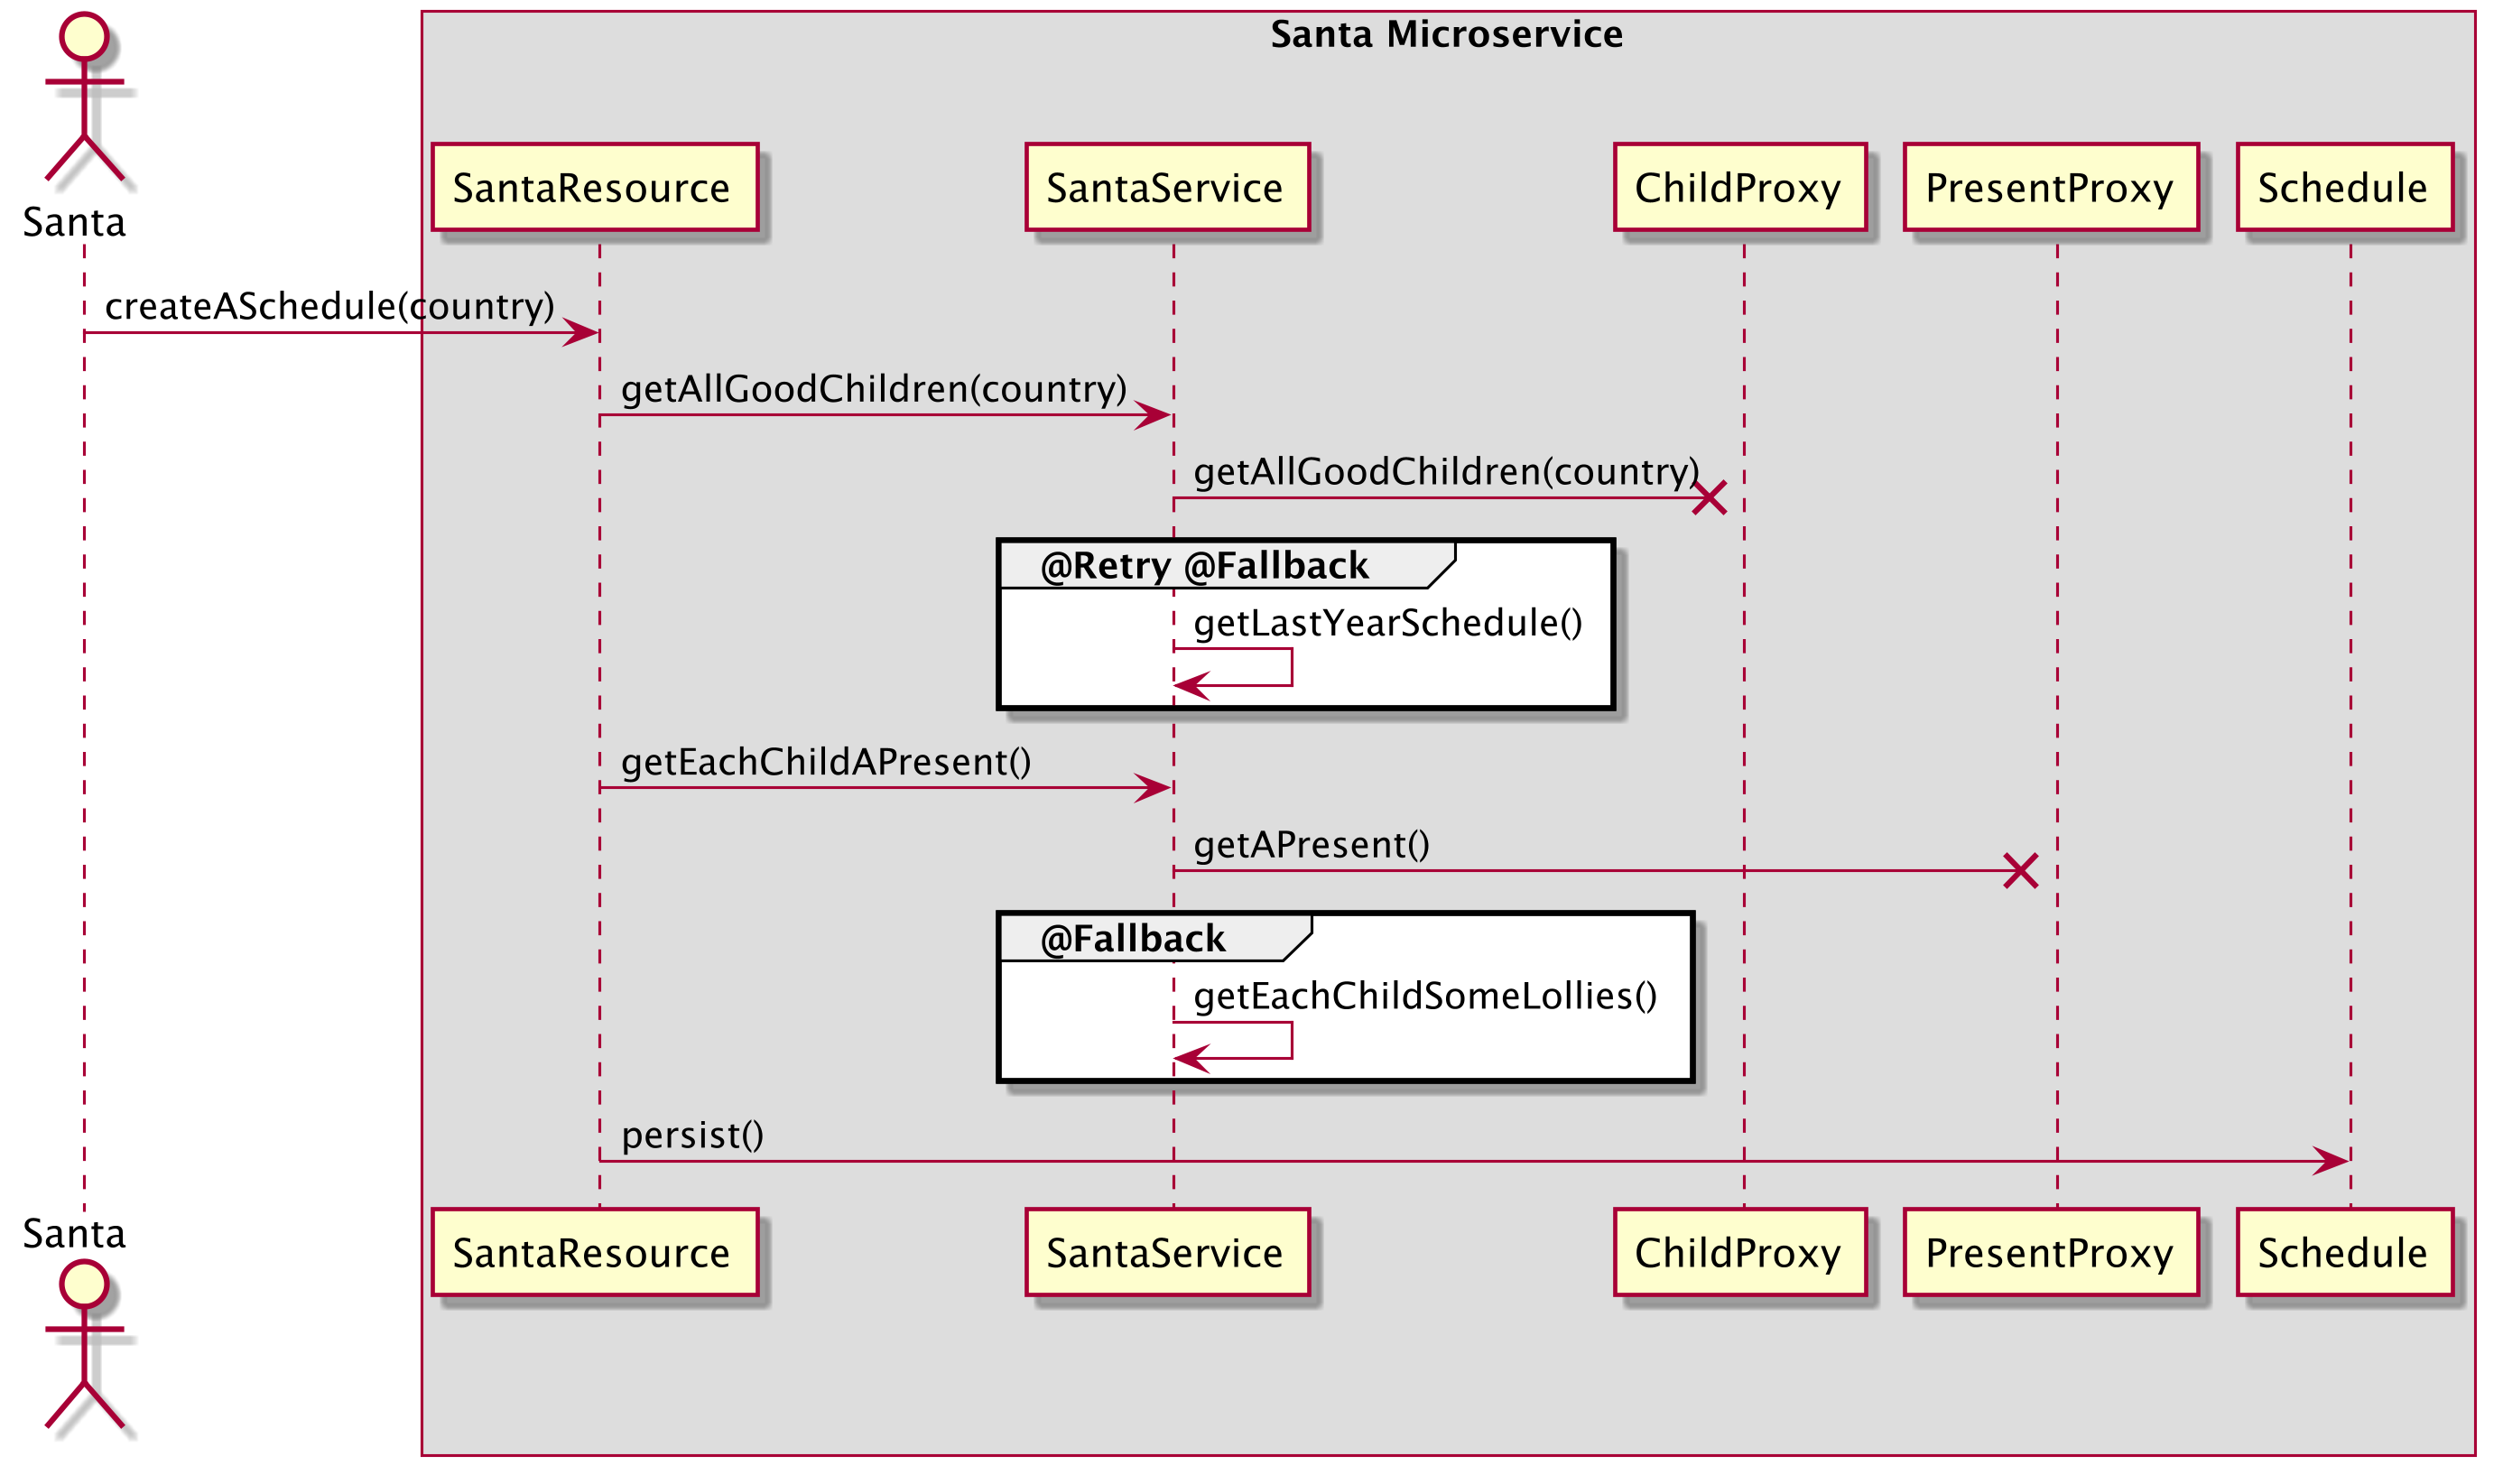 Santa Microservice
Santa
SantaResource
SantaService
ChildProxy
PresentProxy
Schedule
createASchedule(country)
getAllGoodChildren(country)
getAllGoodChildren(country)
@Retry @Fallback
getLastYearSchedule()
getEachChildAPresent()
getAPresent()
@Fallback
getEachChildSomeLollies()
persist()
Santa
SantaResource
SantaService
ChildProxy
PresentProxy
Schedule